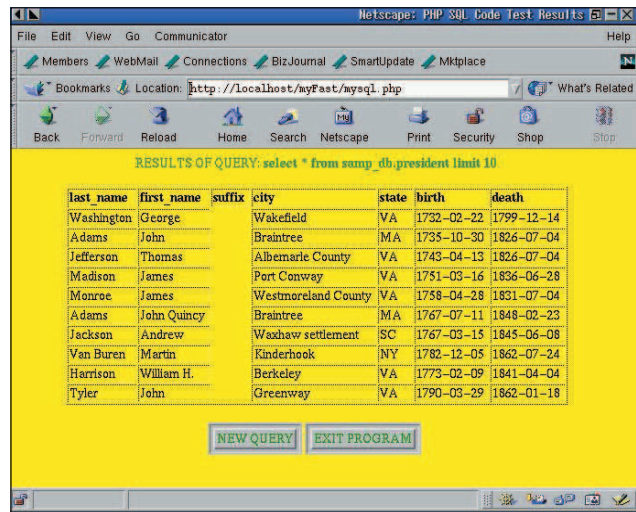 Netscape: PHP SQL Code Test Results
File Edit View Go Communicator Help
Members WebMail Connections BizJournal SmartUpdate Mktplace N
Bookmarks Location: http://localhost/myFast/mysql.php What's Related
My
Back Forward Reload Home Search Netscape Print Security Shop Stop
RESULTS OF QUERY: select * from samp_db.president limit 10
last_name first_name suffix city state birth death
Washington George Wakefield VA 1732-02-22 1799-12-14
Adams John Braintree MA 1735-10-30 1826-07-04
Jefferson Thomas Albemarle County VA 1743-04-13 1826-07-04
Madison James Port Conway VA 1751-03-16 1836-06-28
Monroe James Westmoreland County VA 1758-04-28 1831-07-04
Adams John Quincy Braintree MA 1767-07-11 1848-02-23
Jackson Andrew Waxhaw settlement SC 1767-03-15 1845-06-08
Van Buren Martin Kinderhook NY 1782-12-05 1862-07-24
Harrison William H. Berkeley VA 1773-02-09 1841-04-04
Tyler John Greenway VA 1790-03-29 1862-01-18
NEW QUERY EXIT PROGRAM